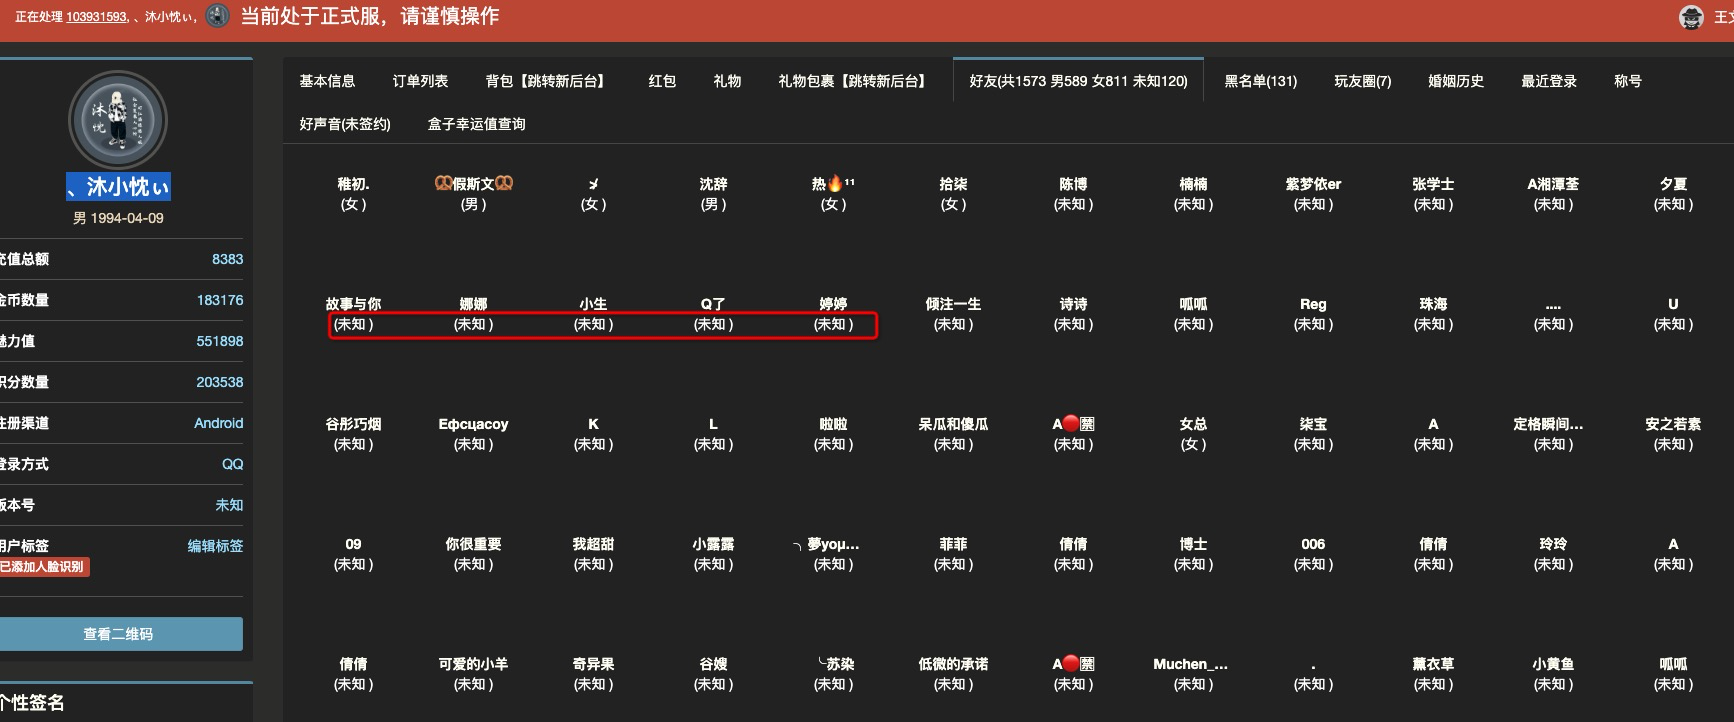 正在处理 103931593, 、沐小忱ぃ, 当前处于正式服，请谨慎操作
沐忱
、沐小忱ぃ
男 1994-04-09
充值总额 8383
金币数量 183176
魅力值 551898
积分数量 203538
注册渠道 Android
登录方式 QQ
版本号 未知
用户标签 编辑标签
已添加人脸识别
查看二维码
个性签名
基本信息 订单列表 背包【跳转新后台】 红包 礼物 礼物包裹【跳转新后台】 好友(共1573 男589 女811 未知120) 黑名单(131) 玩友圈(7) 婚姻历史 最近登录 称号
好声音(未签约) 盒子幸运值查询
稚初. 🥨假斯文🥨 メ 沈辞 热🔥¹¹ 拾柒 陈博 楠楠 紫梦依er 张学士 A湘潭荃 夕夏
(女 ) (男 ) (女 ) (男 ) (女 ) (女 ) (未知 ) (未知 ) (未知 ) (未知 ) (未知 ) (未知 )
故事与你 娜娜 小生 Q了 婷婷 倾注一生 诗诗 呱呱 Reg 珠海 .... U
(未知 ) (未知 ) (未知 ) (未知 ) (未知 ) (未知 ) (未知 ) (未知 ) (未知 ) (未知 ) (未知 ) (未知 )
谷彤巧烟 Ефсцасоу K L 啦啦 呆瓜和傻瓜 A🔴🈲 女总 柒宝 A 定格瞬间... 安之若素
(未知 ) (未知 ) (未知 ) (未知 ) (未知 ) (未知 ) (未知 ) (女 ) (未知 ) (未知 ) (未知 ) (未知 )
09 你很重要 我超甜 小露露 ╮夢yoμ... 菲菲 倩倩 博士 006 倩倩 玲玲 A
(未知 ) (未知 ) (未知 ) (未知 ) (未知 ) (未知 ) (未知 ) (未知 ) (未知 ) (未知 ) (未知 ) (未知 )
倩倩 可爱的小羊 奇异果 谷嫂 ╰苏染 低微的承诺 A🔴🈲 Muchen_... . 薰衣草 小黄鱼 呱呱
(未知 ) (未知 ) (未知 ) (未知 ) (未知 ) (未知 ) (未知 ) (未知 ) (未知 ) (未知 ) (未知 ) (未知 )